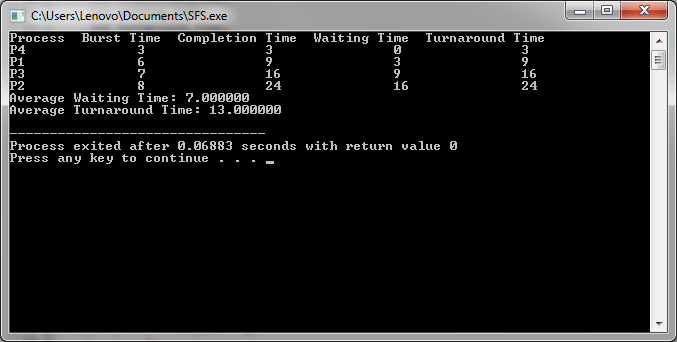 C:\Users\Lenovo\Documents\SFS.exe
Process  Burst Time  Completion Time  Waiting Time  Turnaround Time
P4              3               3               0               3
P1              6               9               3               9
P3              7               16              9               16
P2              8               24              16              24
Average Waiting Time: 7.000000
Average Turnaround Time: 13.000000
--------------------------------
Process exited after 0.06883 seconds with return value 0
Press any key to continue . . . _